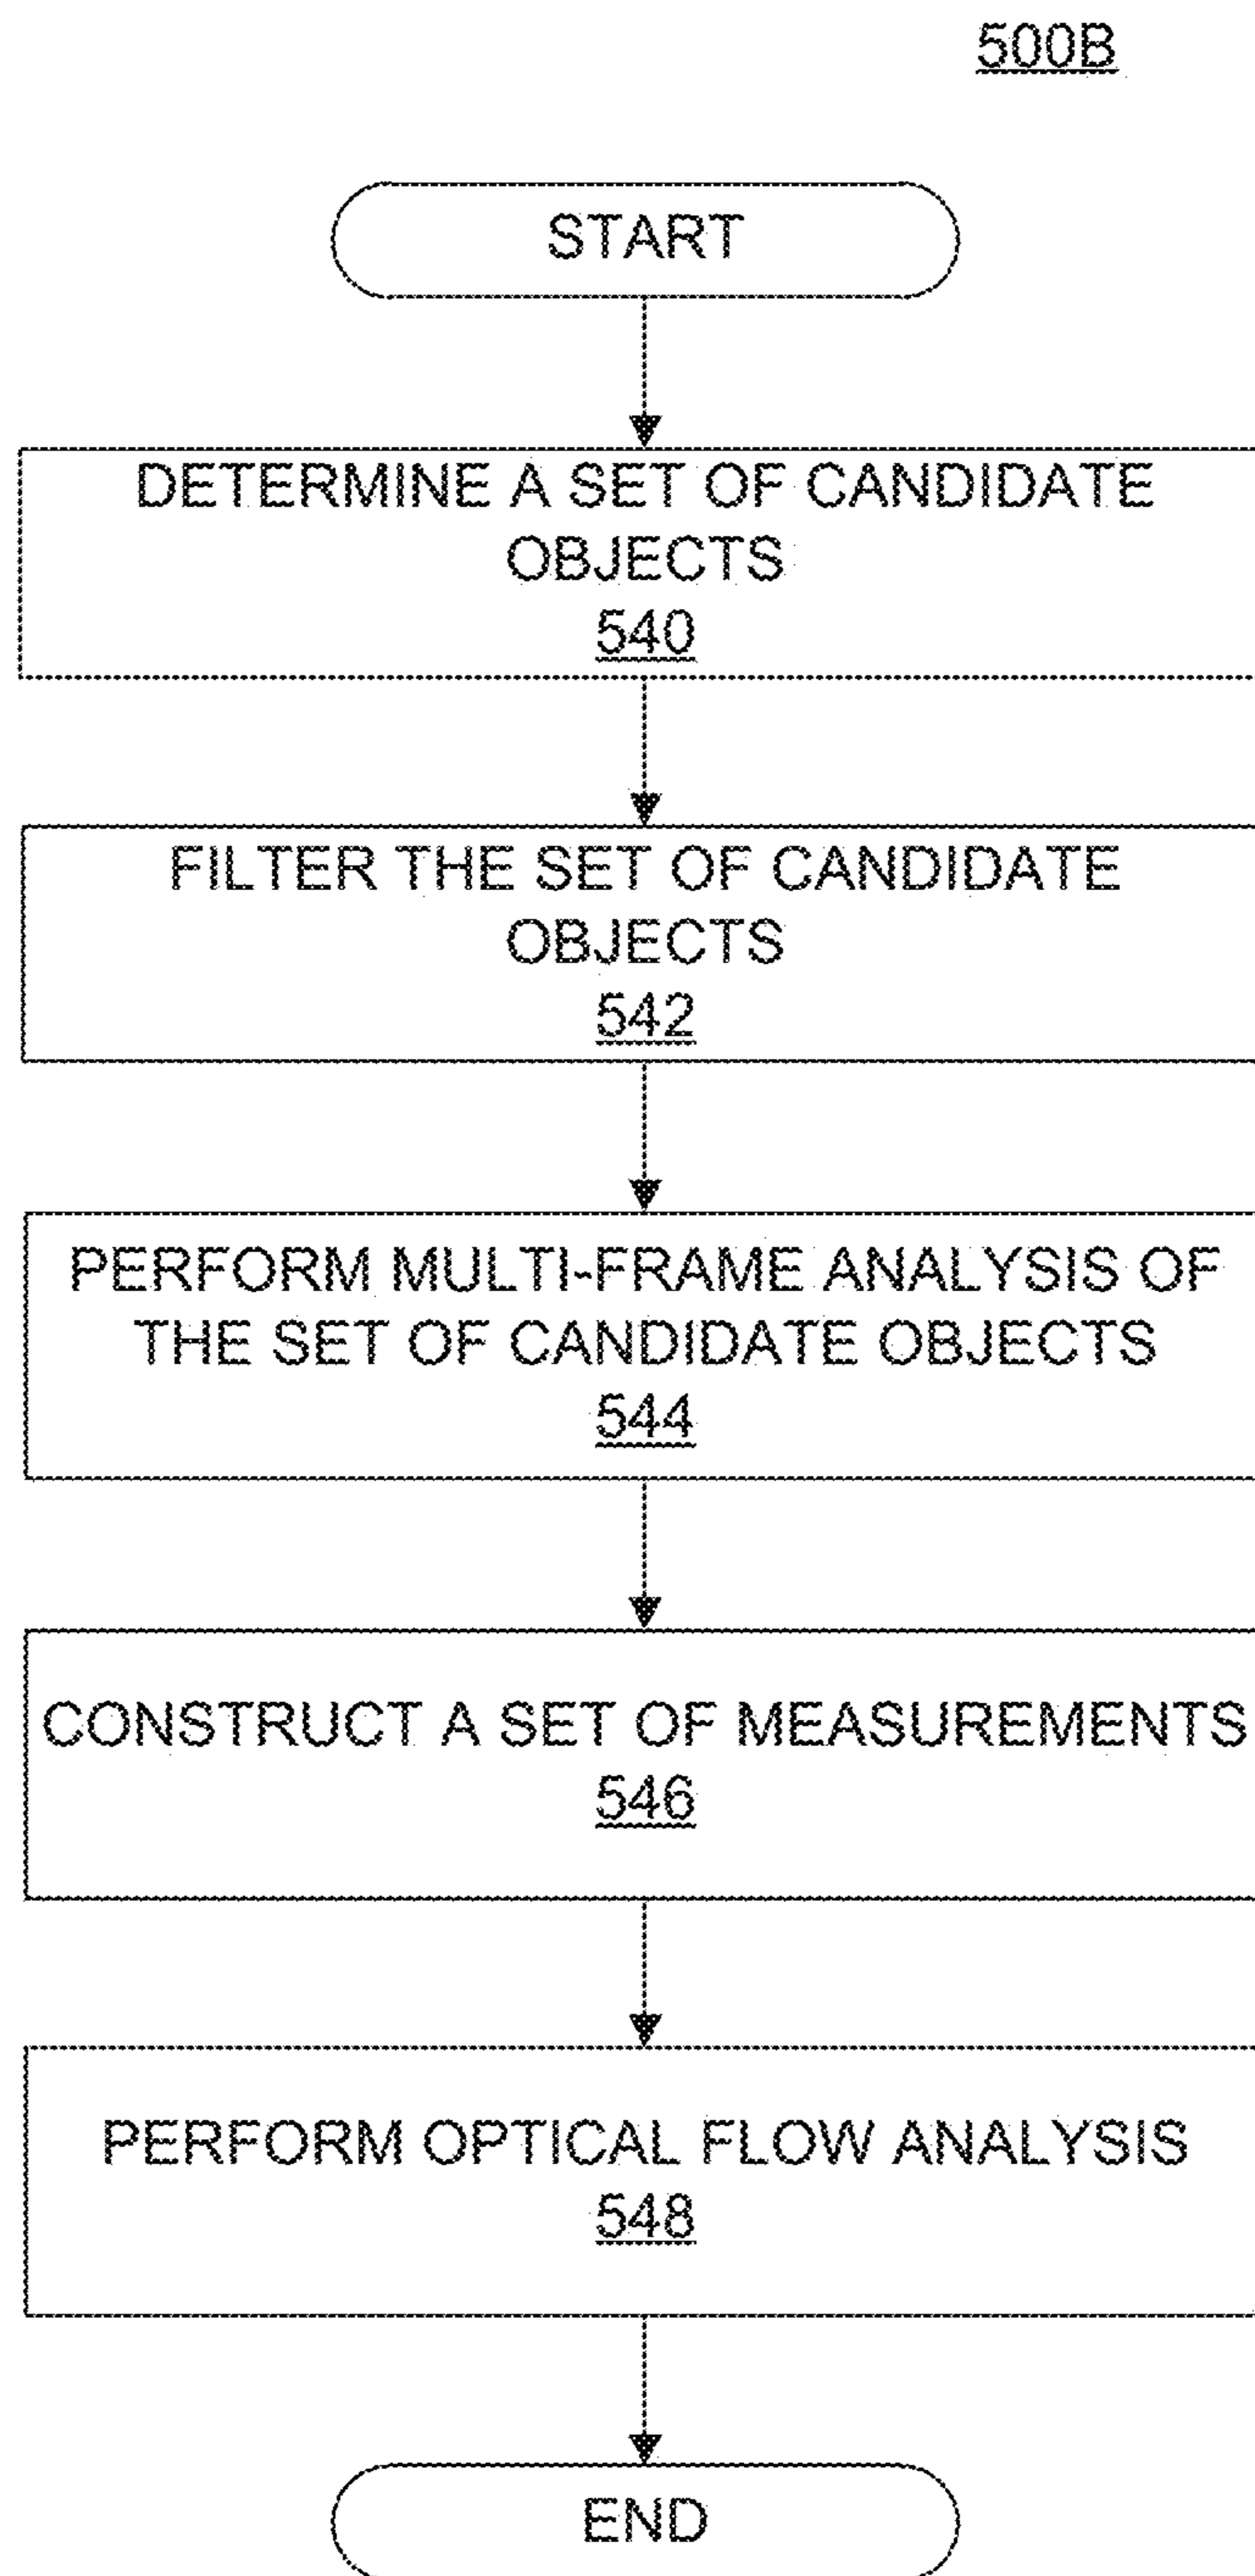 500B
START
DETERMINE A SET OF CANDIDATE
OBJECTS
540
FILTER THE SET OF CANDIDATE
OBJECTS
542
PERFORM MULTI-FRAME ANALYSIS OF
THE SET OF CANDIDATE OBJECTS
544
CONSTRUCT A SET OF MEASUREMENTS
546
PERFORM OPTICAL FLOW ANALYSIS
548
END